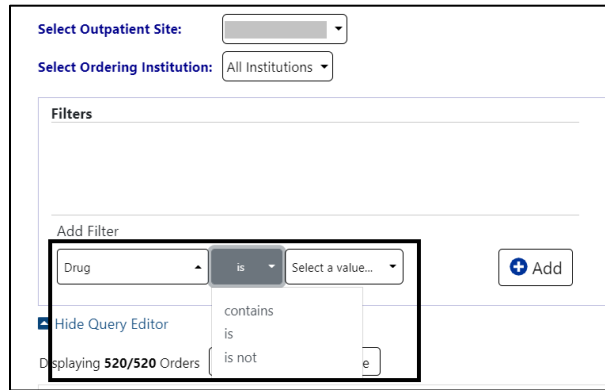 Select Outpatient Site:
Select Ordering Institution: All Institutions
Filters
Add Filter
Drug is Select a value... Add
contains
is
is not
Hide Query Editor
Displaying 520/520 Orders